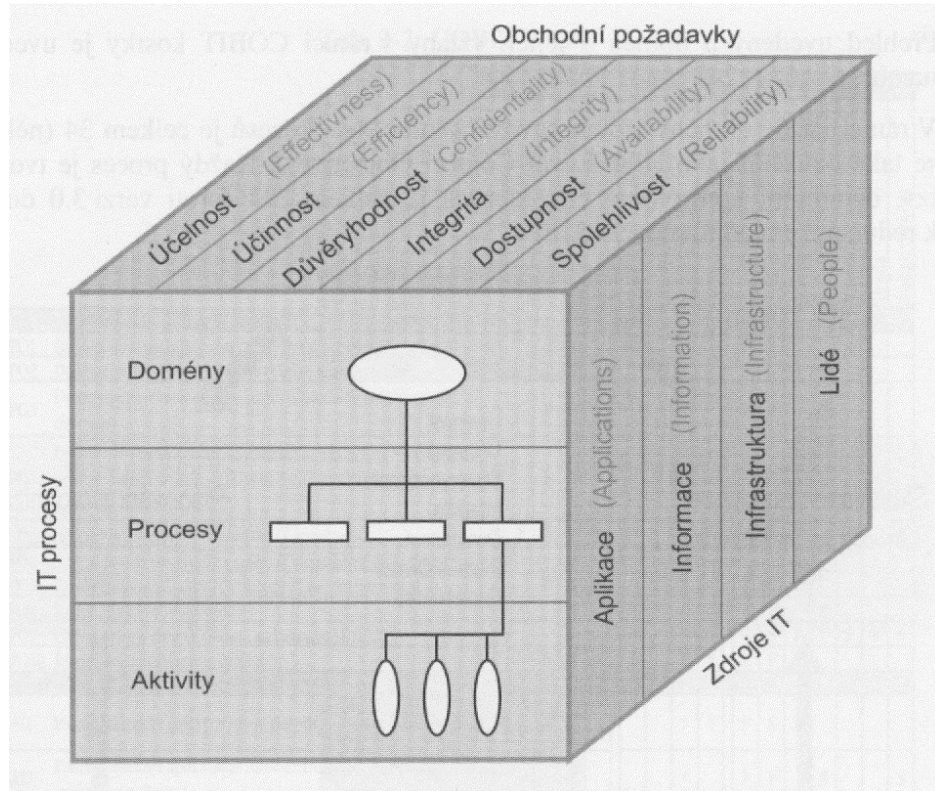 Obchodní požadavky
Účelnost (Effectivness)
Účinnost (Efficiency)
Důvěryhodnost (Confidentiality)
Integrita (Integrity)
Dostupnost (Availability)
Spolehlivost (Reliability)
IT procesy
Domény
Procesy
Aktivity
Aplikace (Applications)
Informace (Information)
Infrastruktura (Infrastructure)
Lidé (People)
Zdroje IT